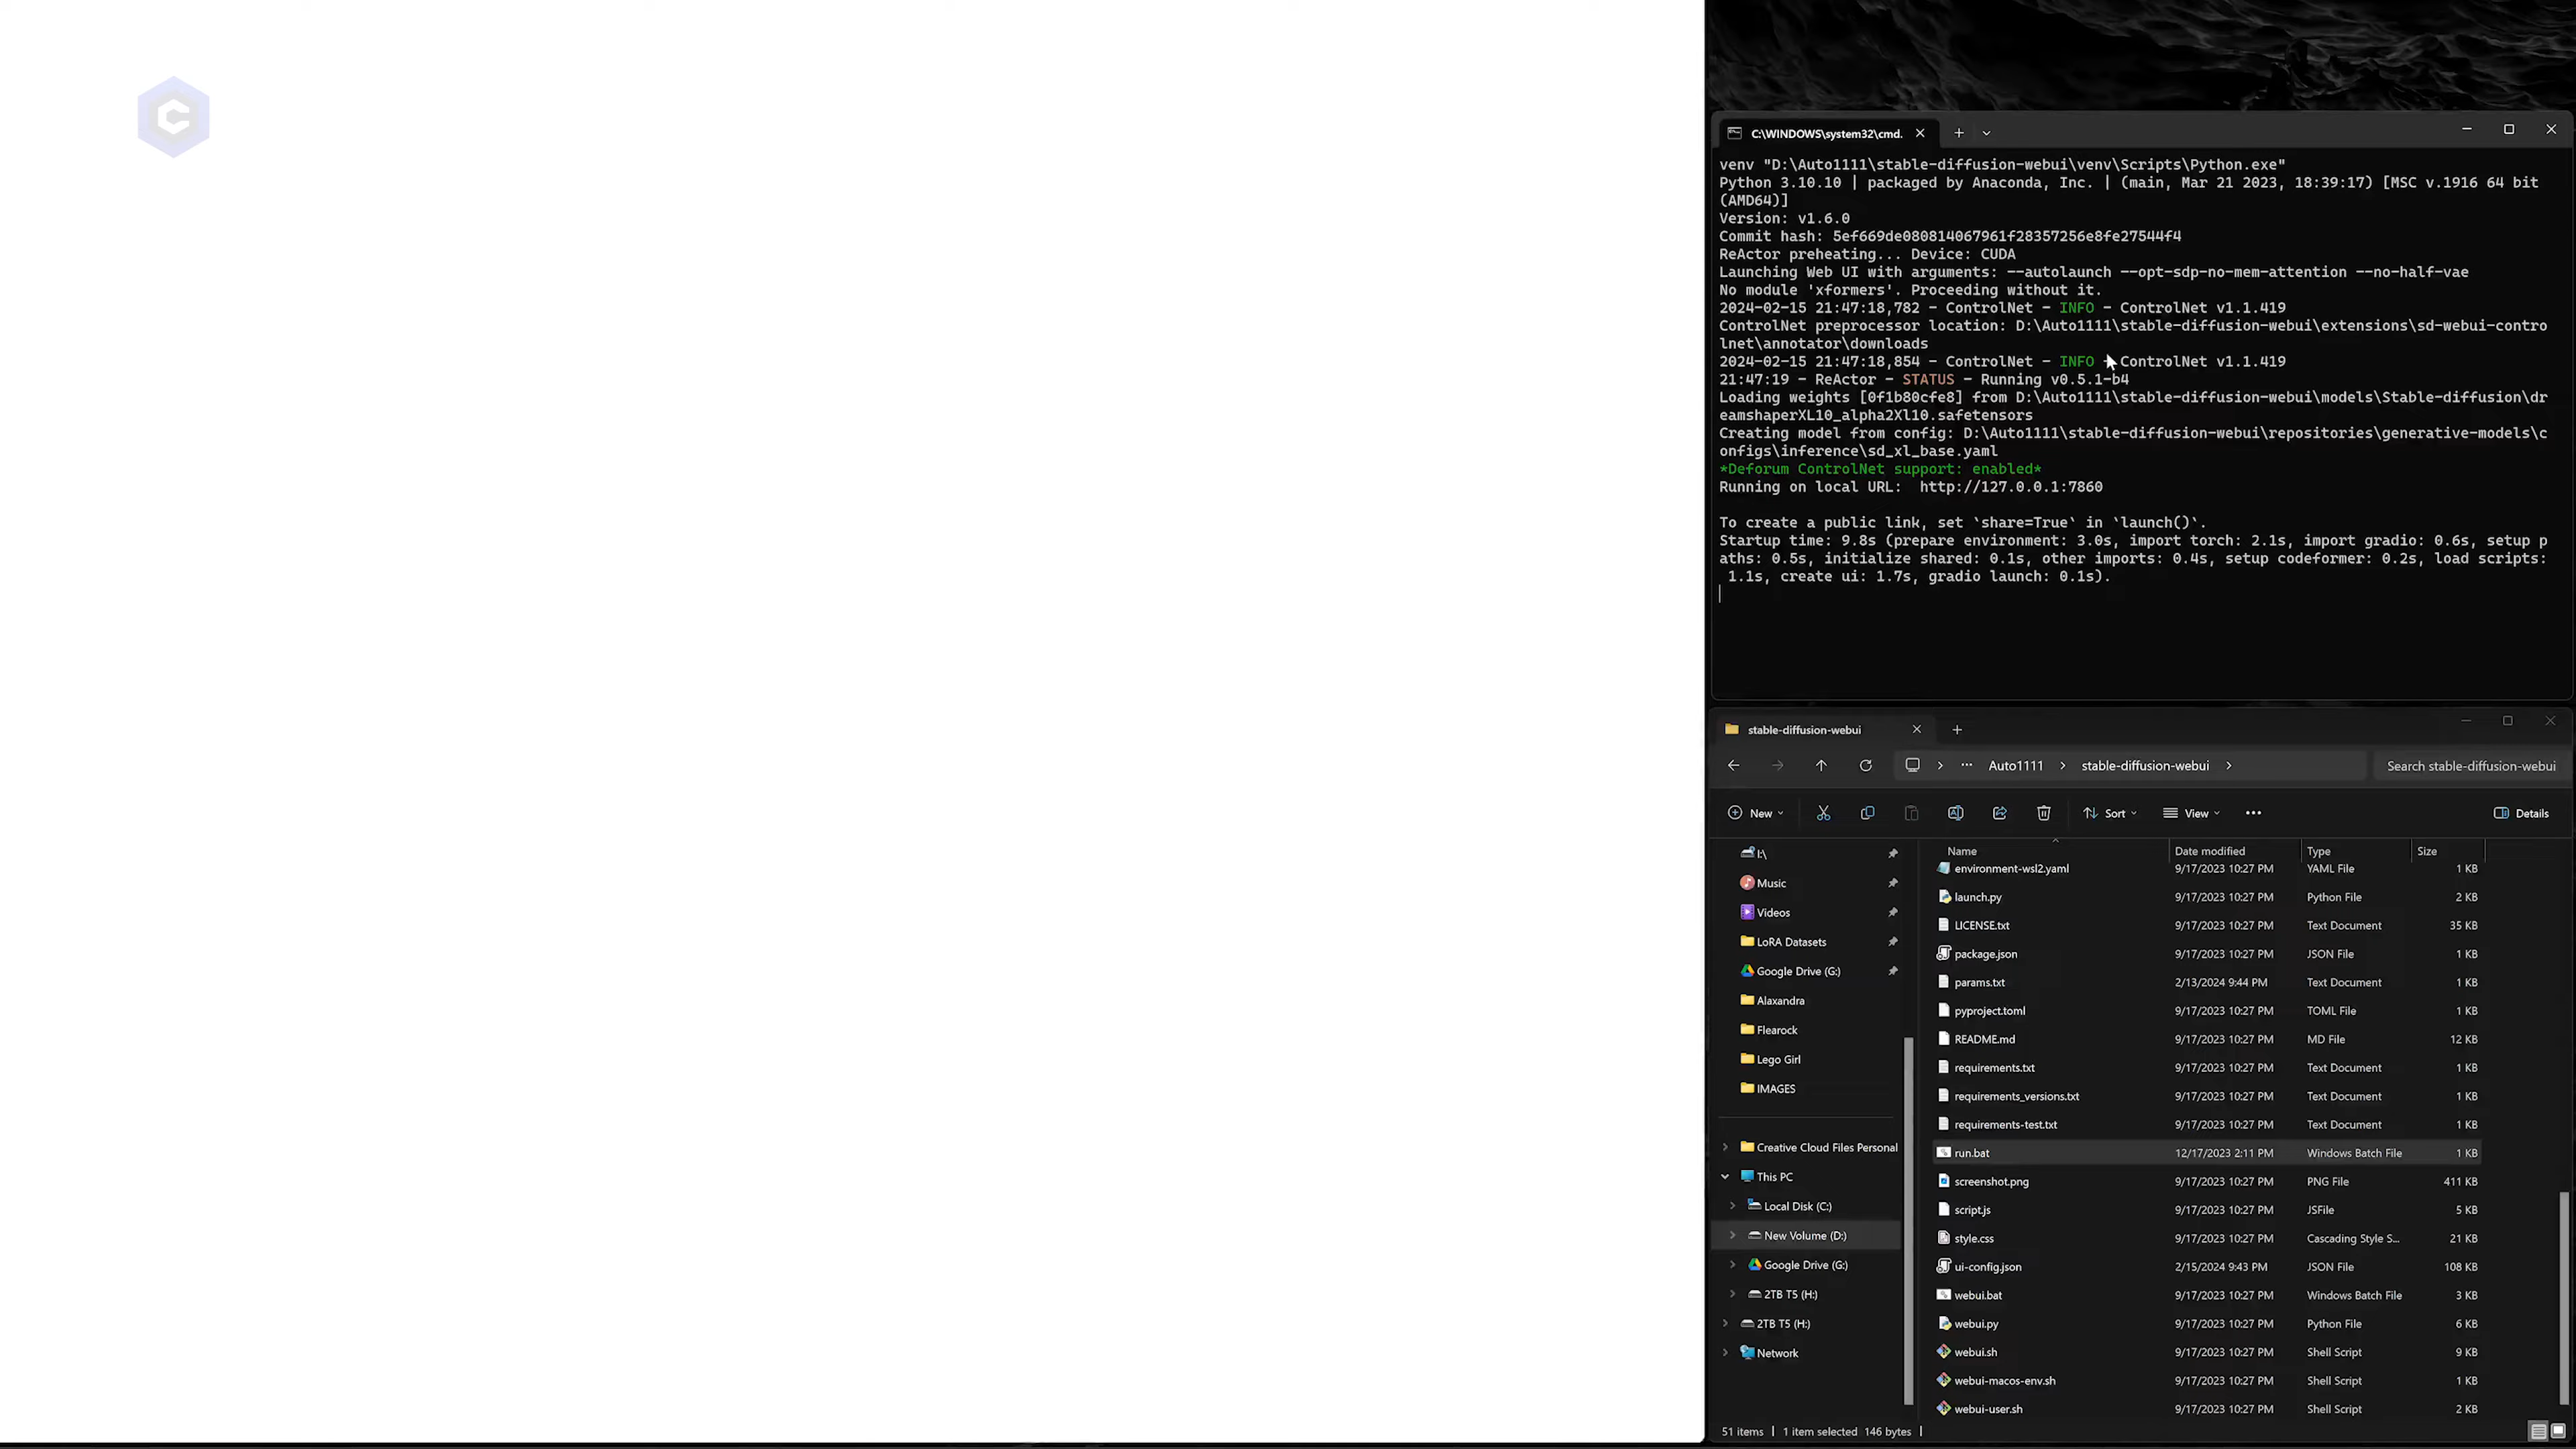 C
C:\WINDOWS\system32\cmd.
venv "D:\Auto1111\stable-diffusion-webui\venv\Scripts\Python.exe"
Python 3.10.10 | packaged by Anaconda, Inc. | (main, Mar 21 2023, 18:39:17) [MSC v.1916 64 bit
(AMD64)]
Version: v1.6.0
Commit hash: 5ef669de080814067961f28357256e8fe27544f4
ReActor preheating... Device: CUDA
Launching Web UI with arguments: --autolaunch --opt-sdp-no-mem-attention --no-half-vae
No module 'xformers'. Proceeding without it.
2024-02-15 21:47:18,782 - ControlNet - INFO - ControlNet v1.1.419
ControlNet preprocessor location: D:\Auto1111\stable-diffusion-webui\extensions\sd-webui-contro
lnet\annotator\downloads
2024-02-15 21:47:18,854 - ControlNet - INFO - ControlNet v1.1.419
21:47:19 - ReActor - STATUS - Running v0.5.1-b4
Loading weights [0f1b80cfe8] from D:\Auto1111\stable-diffusion-webui\models\Stable-diffusion\dr
eamshaperXL10_alpha2Xl10.safetensors
Creating model from config: D:\Auto1111\stable-diffusion-webui\repositories\generative-models\c
onfigs\inference\sd_xl_base.yaml
*Deforum ControlNet support: enabled*
Running on local URL:  http://127.0.0.1:7860
To create a public link, set `share=True` in `launch()`.
Startup time: 9.8s (prepare environment: 3.0s, import torch: 2.1s, import gradio: 0.6s, setup p
aths: 0.5s, initialize shared: 0.1s, other imports: 0.4s, setup codeformer: 0.2s, load scripts:
1.1s, create ui: 1.7s, gradio launch: 0.1s).
stable-diffusion-webui
Auto1111 stable-diffusion-webui Search stable-diffusion-webui
New Sort View Details
Name Date modified Type Size
I:\
Music
Videos
LoRA Datasets
Google Drive (G:)
Alaxandra
Flearock
Lego Girl
IMAGES
Creative Cloud Files Personal
This PC
Local Disk (C:)
New Volume (D:)
Google Drive (G:)
2TB T5 (H:)
2TB T5 (H:)
Network
environment-wsl2.yaml 9/17/2023 10:27 PM YAML File 1 KB
launch.py 9/17/2023 10:27 PM Python File 2 KB
LICENSE.txt 9/17/2023 10:27 PM Text Document 35 KB
package.json 9/17/2023 10:27 PM JSON File 1 KB
params.txt 2/13/2024 9:44 PM Text Document 1 KB
pyproject.toml 9/17/2023 10:27 PM TOML File 1 KB
README.md 9/17/2023 10:27 PM MD File 12 KB
requirements.txt 9/17/2023 10:27 PM Text Document 1 KB
requirements_versions.txt 9/17/2023 10:27 PM Text Document 1 KB
requirements-test.txt 9/17/2023 10:27 PM Text Document 1 KB
run.bat 12/17/2023 2:11 PM Windows Batch File 1 KB
screenshot.png 9/17/2023 10:27 PM PNG File 411 KB
script.js 9/17/2023 10:27 PM JSFile 5 KB
style.css 9/17/2023 10:27 PM Cascading Style S... 21 KB
ui-config.json 2/15/2024 9:43 PM JSON File 108 KB
webui.bat 9/17/2023 10:27 PM Windows Batch File 3 KB
webui.py 9/17/2023 10:27 PM Python File 6 KB
webui.sh 9/17/2023 10:27 PM Shell Script 9 KB
webui-macos-env.sh 9/17/2023 10:27 PM Shell Script 1 KB
webui-user.sh 9/17/2023 10:27 PM Shell Script 2 KB
51 items 1 item selected 146 bytes